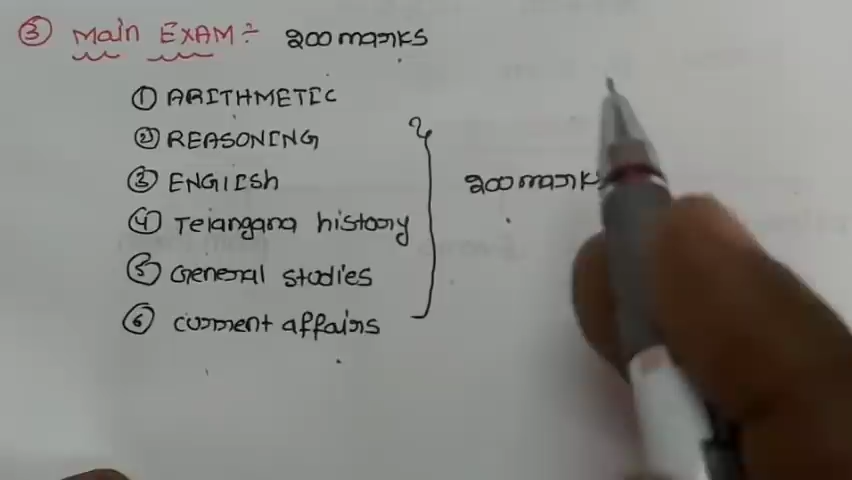 ③ Main EXAM ÷ 200 marks
① ARITHMETIC
② REASONING
③ ENGlISh
④ Telangana history
⑤ General studies
⑥ current affairs
200 marks